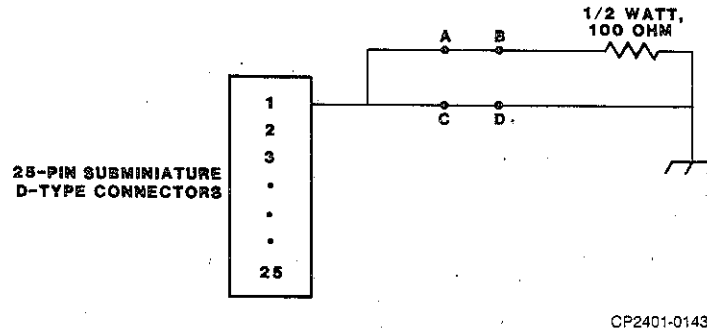 1/2 WATT,
100 OHM
A B
1
C D
2
3
25-PIN SUBMINIATURE
D-TYPE CONNECTORS
25
CP2401-0143